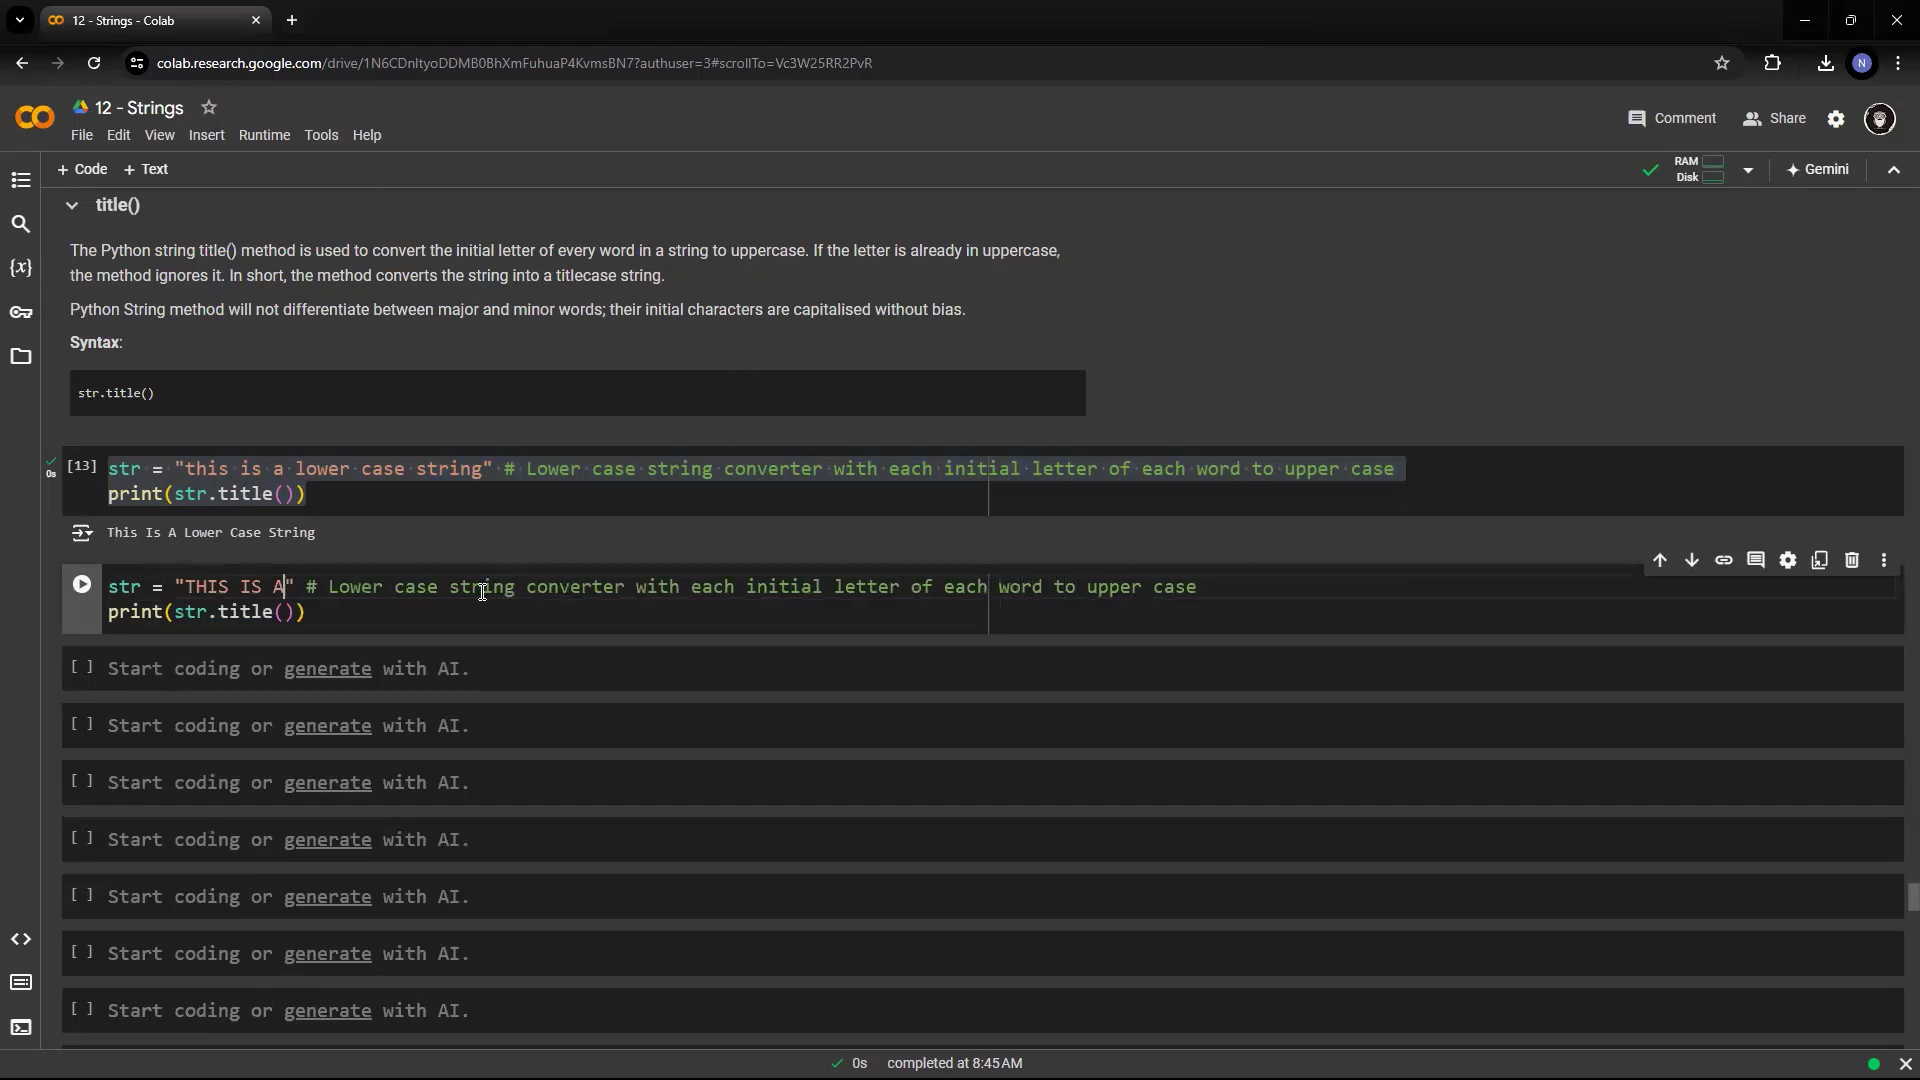 12 - Strings - Colab
colab.research.google.com/drive/1N6CDnItyoDDMB0BhXmFuhuaP4KvmsBN7?authuser=3#scrollTo=Vc3W25RR2PvR
N
12 - Strings
File Edit View Insert Runtime Tools Help
Comment
Share
+ Code + Text
RAM
Disk
Gemini
title()
The Python string title() method is used to convert the initial letter of every word in a string to uppercase. If the letter is already in uppercase,
the method ignores it. In short, the method converts the string into a titlecase string.
Python String method will not differentiate between major and minor words; their initial characters are capitalised without bias.
Syntax:
str.title()
[13] str = "this is a lower case string" # Lower case string converter with each initial letter of each word to upper case
0s
print(str.title())
This Is A Lower Case String
str = "THIS IS A" # Lower case string converter with each initial letter of each word to upper case
print(str.title())
[ ] Start coding or generate with AI.
[ ] Start coding or generate with AI.
[ ] Start coding or generate with AI.
[ ] Start coding or generate with AI.
[ ] Start coding or generate with AI.
[ ] Start coding or generate with AI.
[ ] Start coding or generate with AI.
0s completed at 8:45 AM